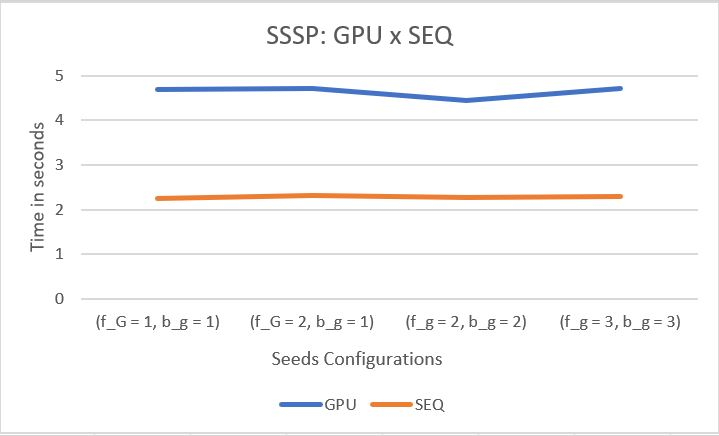 SSSP: GPU x SEQ
5
4
3
2
1
0
Time in seconds
(f_G = 1, b_g = 1) (f_G = 2, b_g = 1) (f_g = 2, b_g = 2) (f_g = 3, b_g = 3)
Seeds Configurations
GPU SEQ